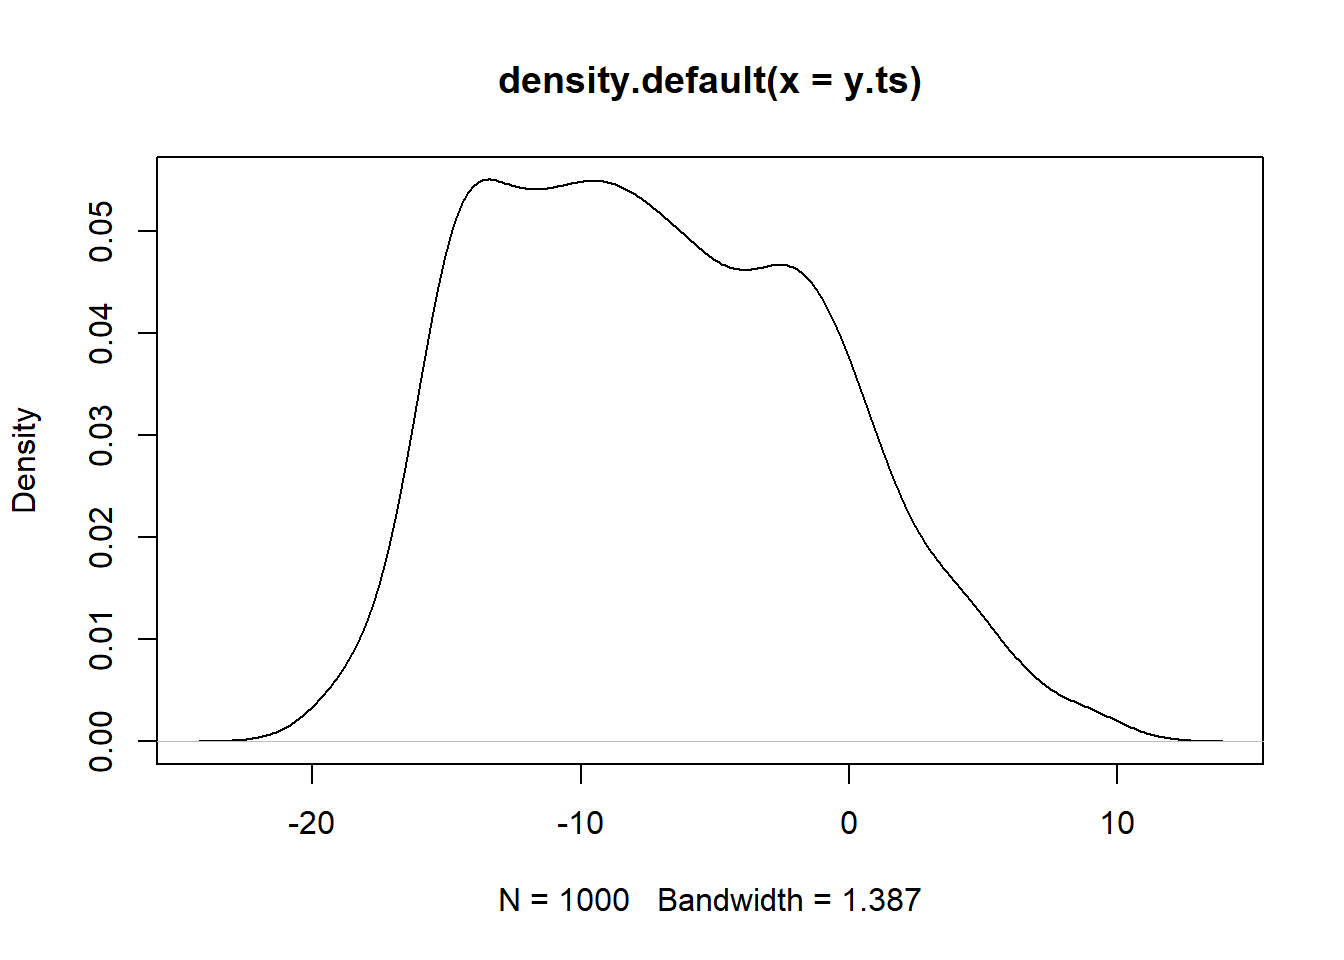 density.default(x = y.ts)
Density
0.05
0.04
0.03
0.02
0.01
0.00
-20 -10 0 10
N = 1000 Bandwidth = 1.387